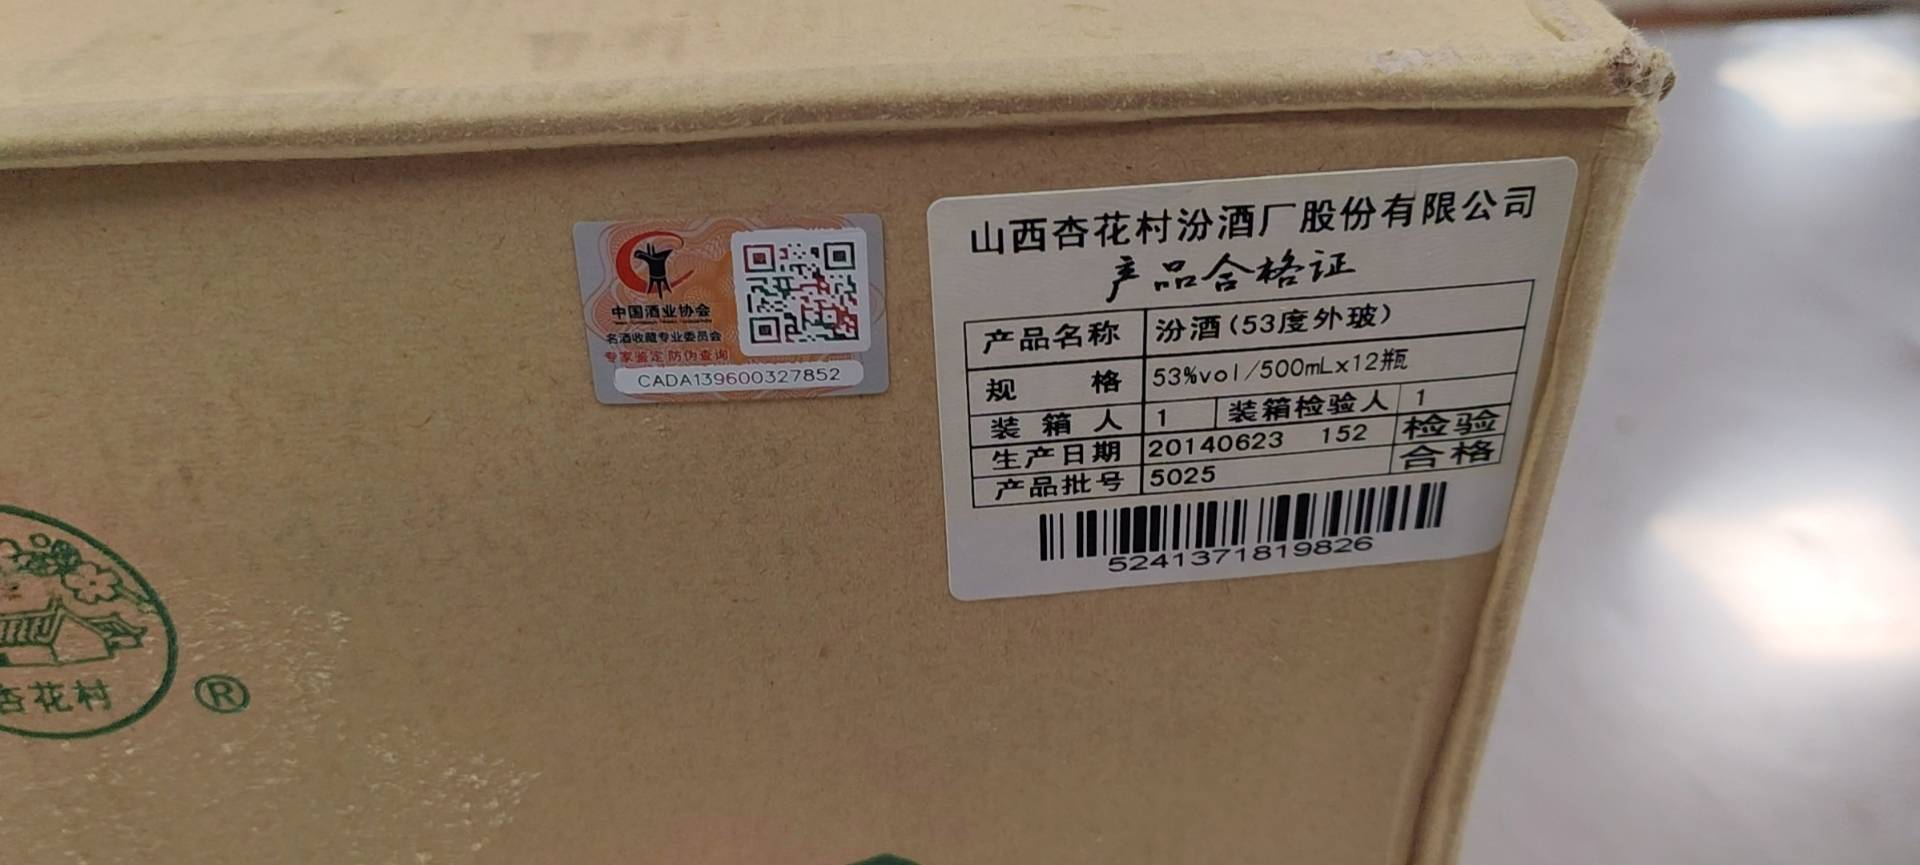 山西杏花村汾酒厂股份有限公司
产品合格证
产品名称 汾酒(53度外玻)
规格 53%vol/500mLx12瓶
装箱人 1 装箱检验人 1
生产日期 20140623 152 检验
产品批号 5025 合格
5241371819826
中国酒业协会
名酒收藏专业委员会
专家鉴定 防伪查询
CADA139600327852
杏花村
®